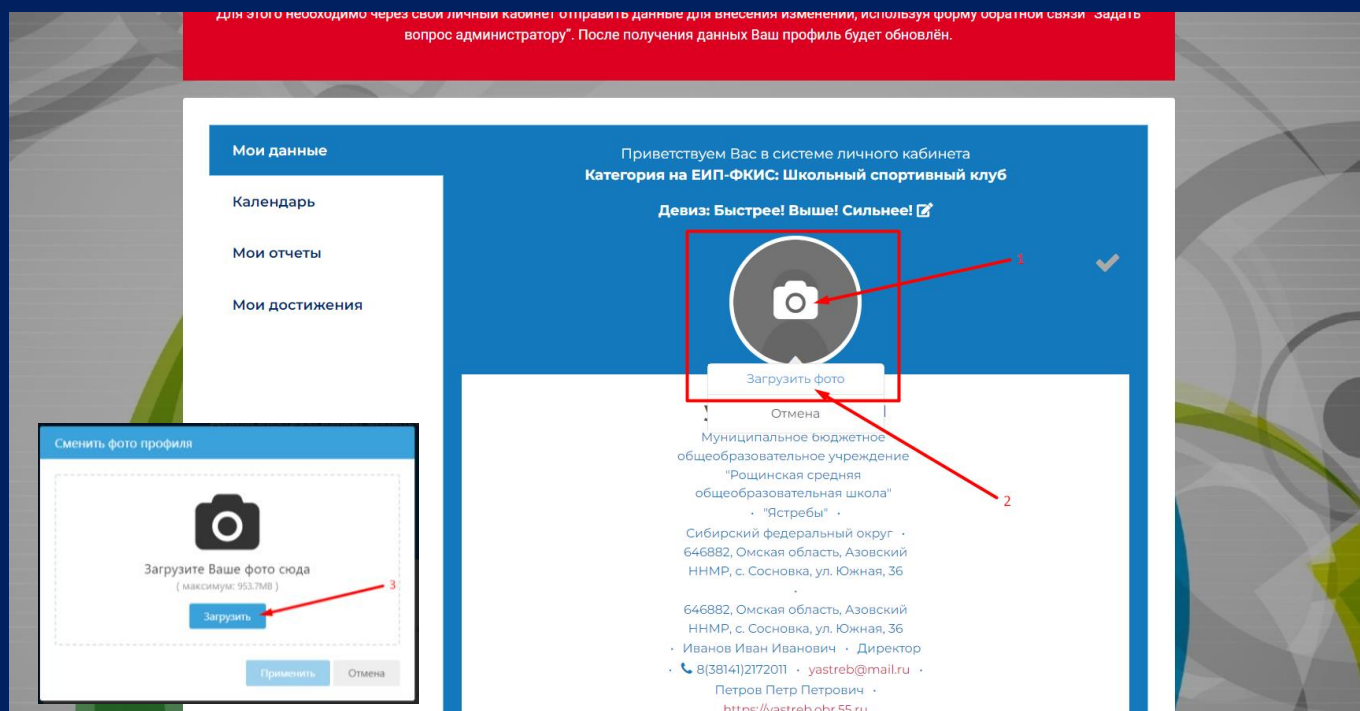 Для этого необходимо через свой личный кабинет отправить данные для внесения изменений, используя форму обратной связи "Задать
вопрос администратору". После получения данных Ваш профиль будет обновлён.
Мои данные
Календарь
Мои отчеты
Мои достижения
Приветствуем Вас в системе личного кабинета
Категория на ЕИП-ФКИС: Школьный спортивный клуб
Девиз: Быстрее! Выше! Сильнее!
1
Загрузить фото
Отмена
2
Муниципальное бюджетное
общеобразовательное учреждение
"Рощинская средняя
общеобразовательная школа"
· "Ястребы" ·
Сибирский федеральный округ ·
646882, Омская область, Азовский
ННМР, с. Сосновка, ул. Южная, 36
·
646882, Омская область, Азовский
ННМР, с. Сосновка, ул. Южная, 36
· Иванов Иван Иванович · Директор
· 8(38141)2172011 · yastreb@mail.ru ·
Петров Петр Петрович ·
https://yastreb.obr.55.ru
Сменить фото профиля
Загрузите Ваше фото сюда
( максимум: 953.7MB )
3
Загрузить
Применить
Отмена